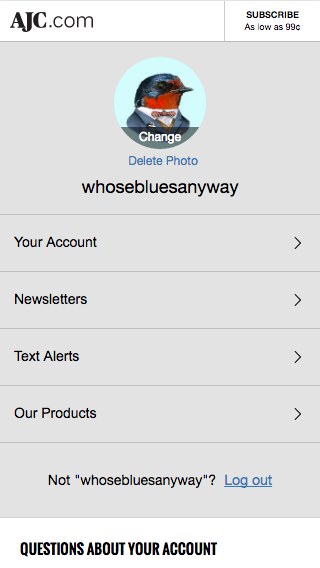 AJC.com
SUBSCRIBE
As low as 99¢
Change
Delete Photo
whosebluesanyway
Your Account
Newsletters
Text Alerts
Our Products
Not "whosebluesanyway"? Log out
QUESTIONS ABOUT YOUR ACCOUNT